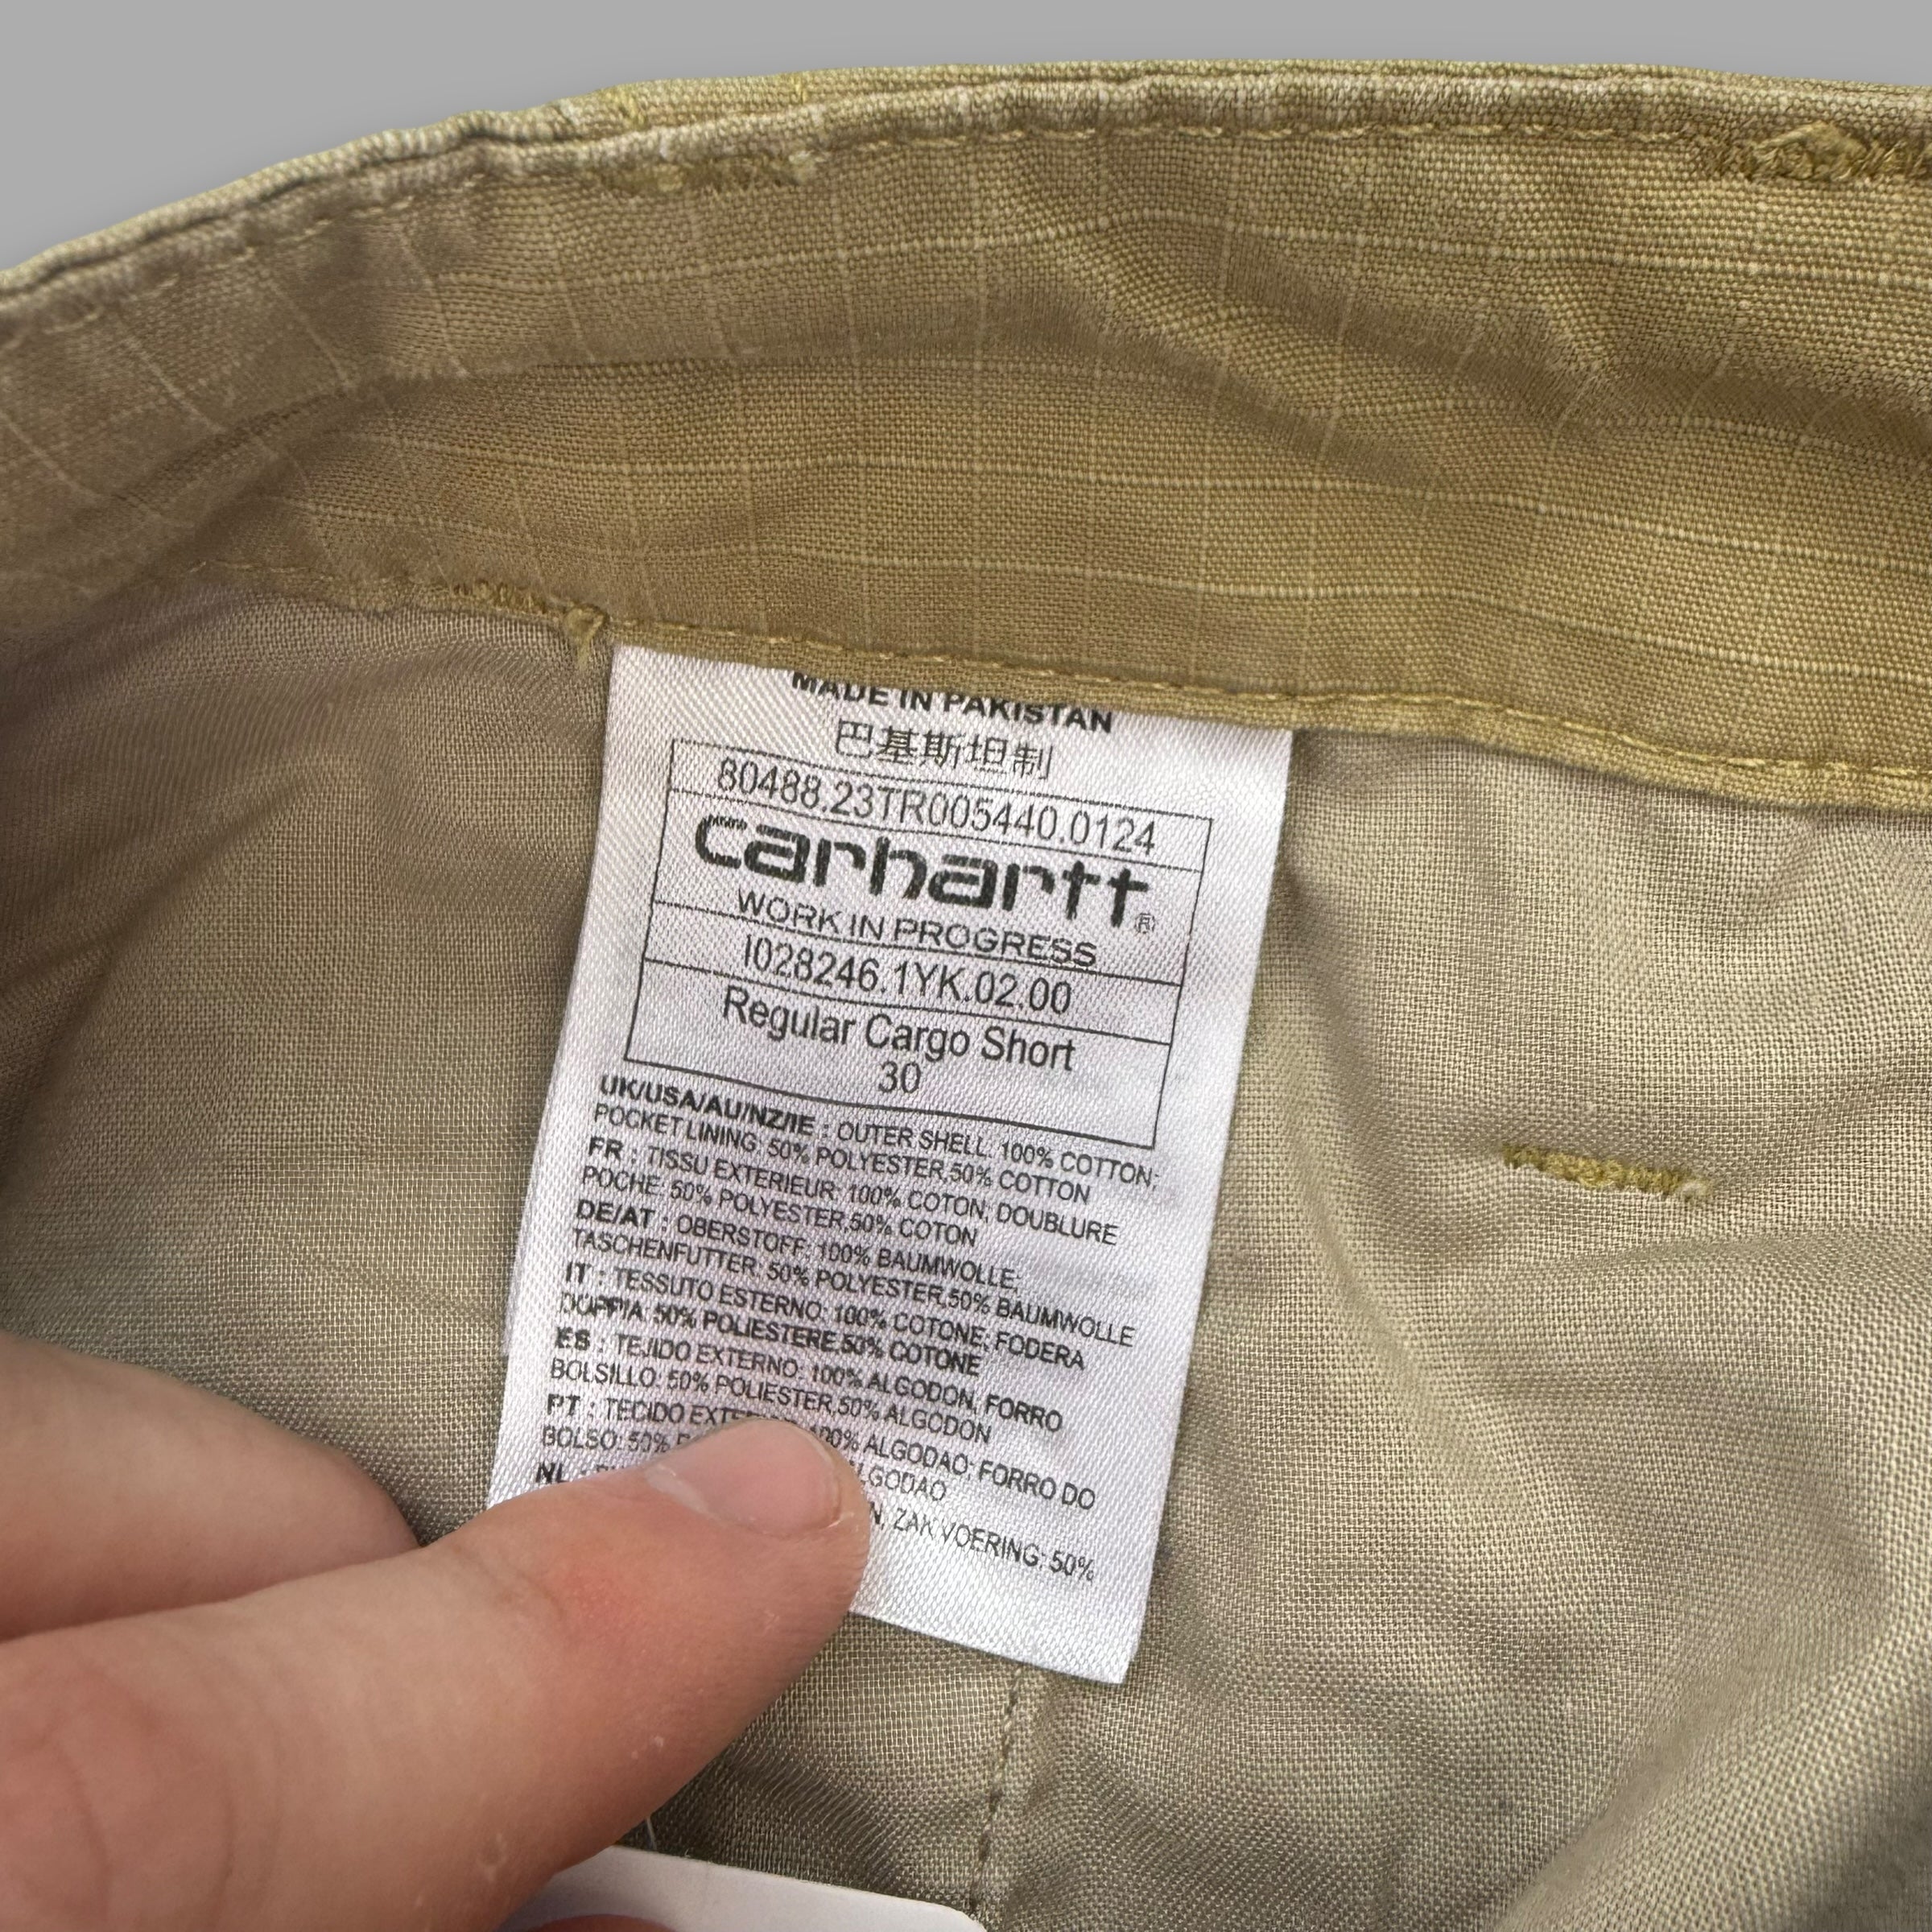 MADE IN PAKISTAN
巴基斯坦制
80488.23TR005440.0124
carhartt®
WORK IN PROGRESS
I028246.1YK.02.00
Regular Cargo Short
30
UK/USA/AU/NZ/IE : OUTER SHELL: 100% COTTON;
POCKET LINING: 50% POLYESTER,50% COTTON
FR : TISSU EXTERIEUR: 100% COTON, DOUBLURE
POCHE: 50% POLYESTER,50% COTON
DE/AT : OBERSTOFF: 100% BAUMWOLLE;
TASCHENFUTTER: 50% POLYESTER,50% BAUMWOLLE
IT : TESSUTO ESTERNO: 100% COTONE, FODERA
DOPPIA 50% POLIESTERE,50% COTONE
ES : TEJIDO EXTERNO: 100% ALGODON, FORRO
BOLSILLO: 50% POLIESTER,50% ALGODON
PT : TECIDO 100% ALGODAO; FORRO DO
BOLSO: 50% ALGODAO
NL ZAK VOERING: 50%